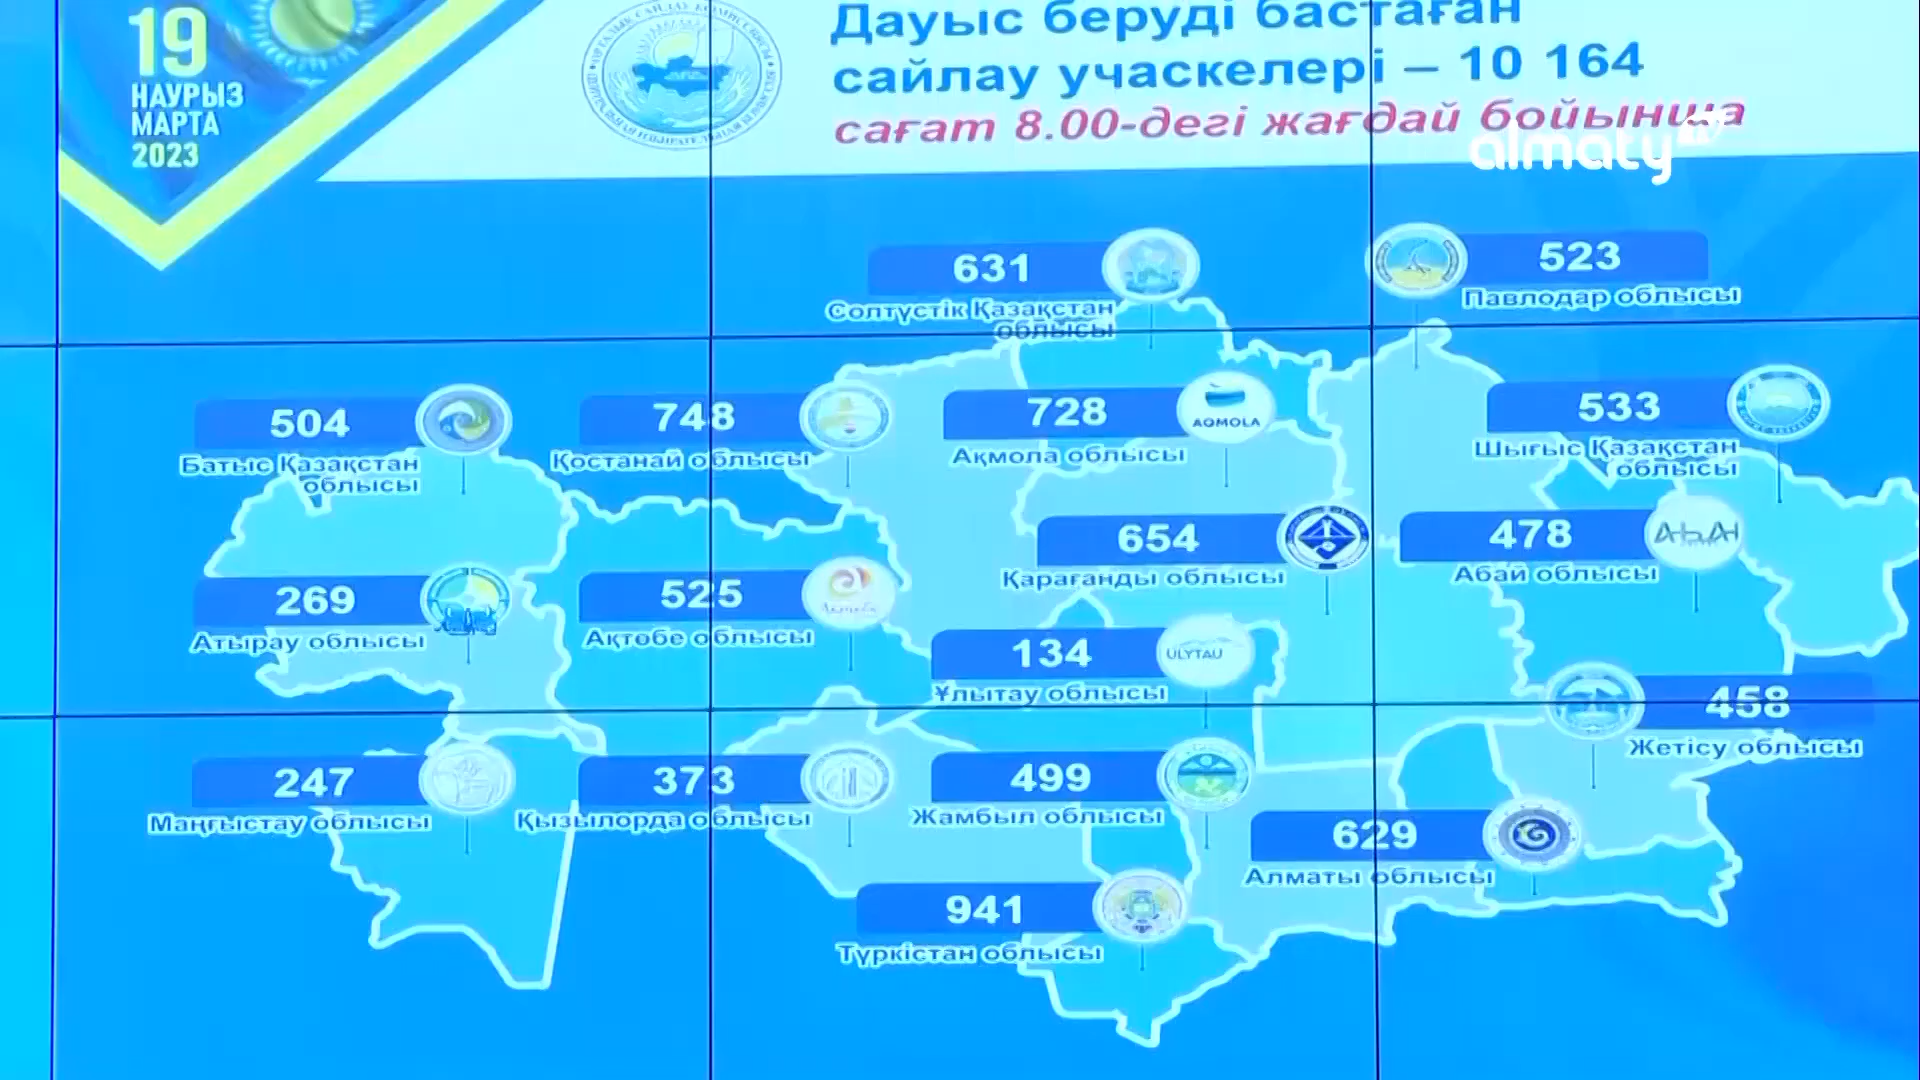 19
НАУРЫЗ
МАРТА
2023
Дауыс беруді бастаған
сайлау учаскелері – 10 164
сағат 8.00-дегі жағдай бойынша
almaty tv
631
Солтүстік Қазақстан
облысы
523
Павлодар облысы
504
Батыс Қазақстан
облысы
748
Қостанай облысы
728
AQMOLA
Ақмола облысы
533
Шығыс Қазақстан
облысы
654
Қарағанды облысы
478
Абай облысы
269
Атырау облысы
525
Ақтөбе облысы
134
ULYTAU
Ұлытау облысы
458
Жетісу облысы
247
Маңғыстау облысы
373
Қызылорда облысы
499
Жамбыл облысы
629
Алматы облысы
941
Түркістан облысы